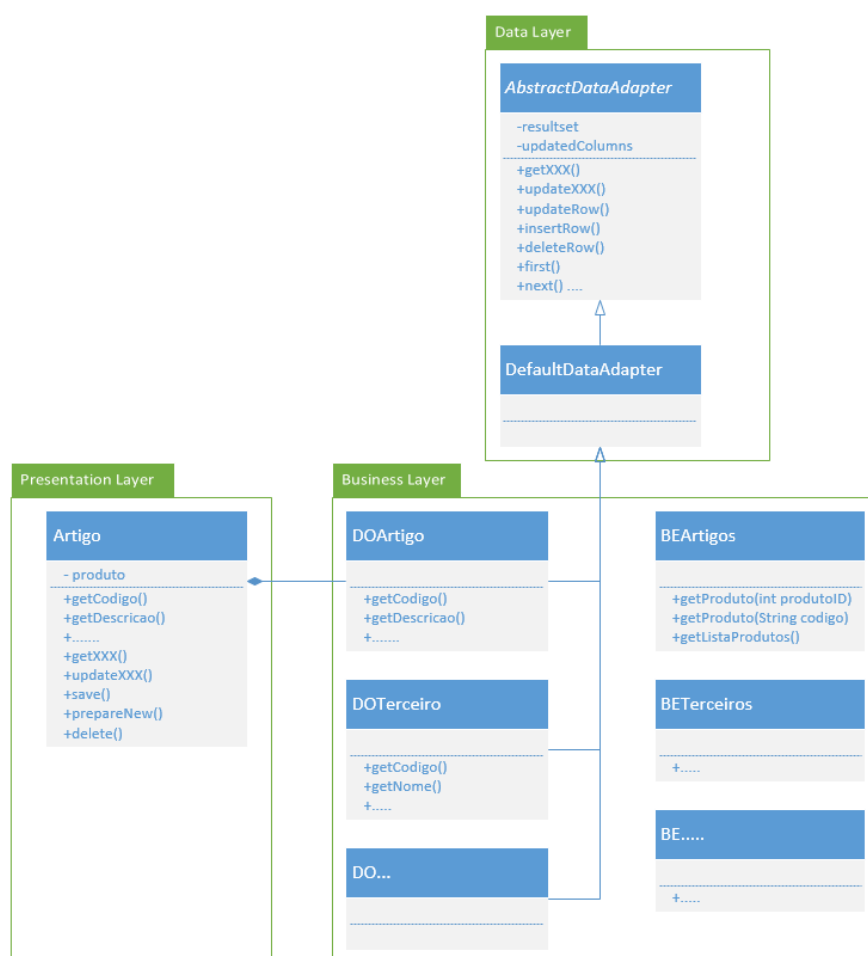 Data Layer
AbstractDataAdapter
-resultset
-updatedColumns
+getXXX()
+updateXXX()
+updateRow()
+insertRow()
+deleteRow()
+first()
+next() ....
DefaultDataAdapter
Presentation Layer
Artigo
- produto
+getCodigo()
+getDescricao()
+.......
+getXXX()
+updateXXX()
+save()
+prepareNew()
+delete()
Business Layer
DOArtigo
+getCodigo()
+getDescricao()
+.......
DOTerceiro
+getCodigo()
+getNome()
+.....
DO...
BEArtigos
+getProduto(int produtoID)
+getProduto(String codigo)
+getListaProdutos()
BETerceiros
+.....
BE.....
+.....